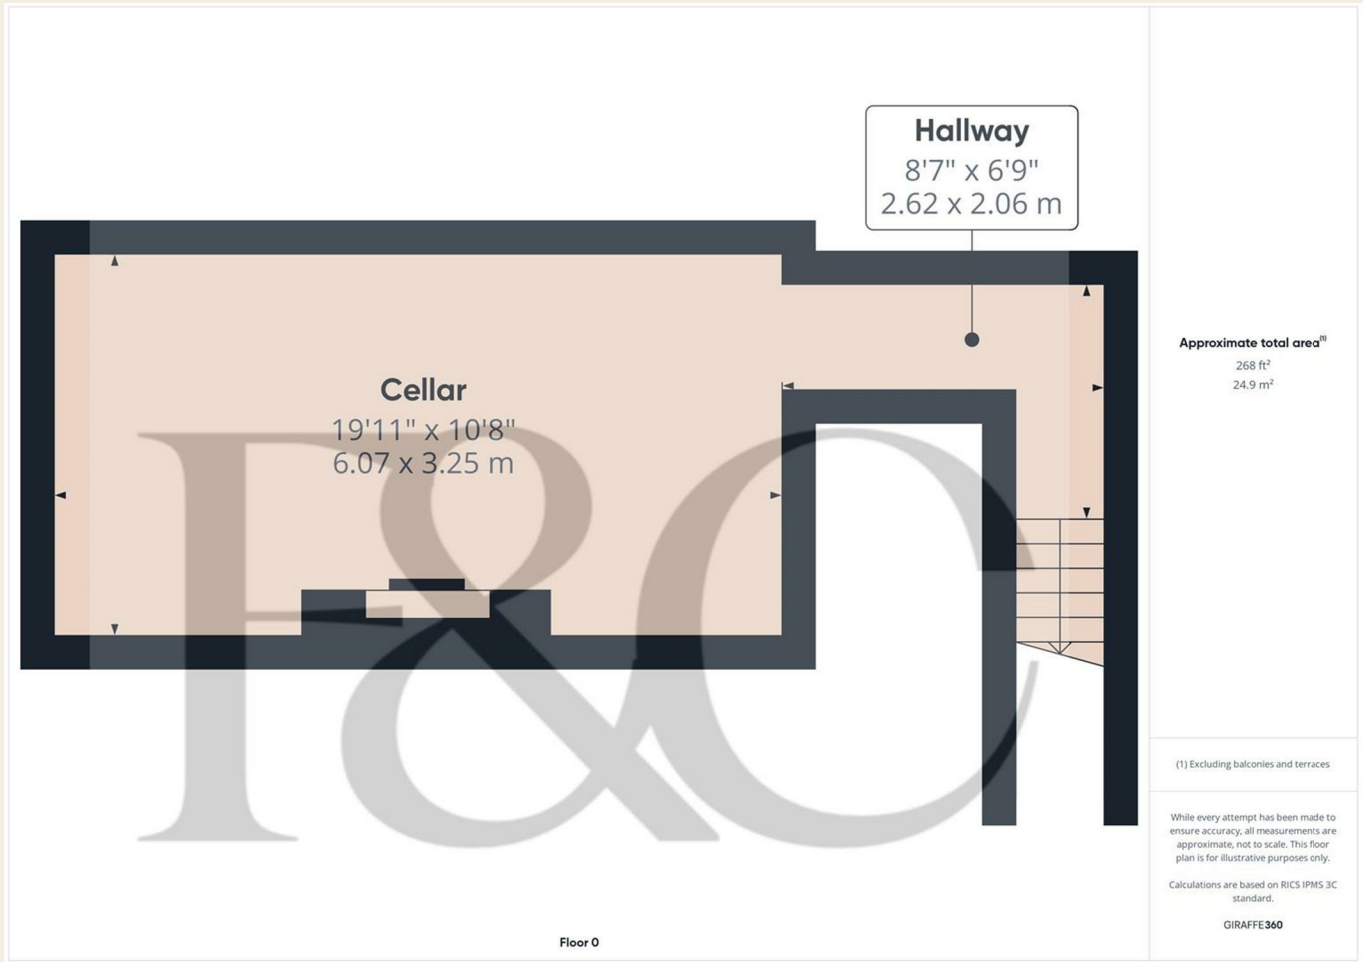 Hallway
8'7" x 6'9"
2.62 x 2.06 m
Cellar
19'11" x 10'8"
6.07 x 3.25 m
F&C
Floor 0
Approximate total area(1)
268 ft²
24.9 m²
(1) Excluding balconies and terraces
While every attempt has been made to
ensure accuracy, all measurements are
approximate, not to scale. This floor
plan is for illustrative purposes only.
Calculations are based on RICS IPMS 3C
standard.
GIRAFFE360